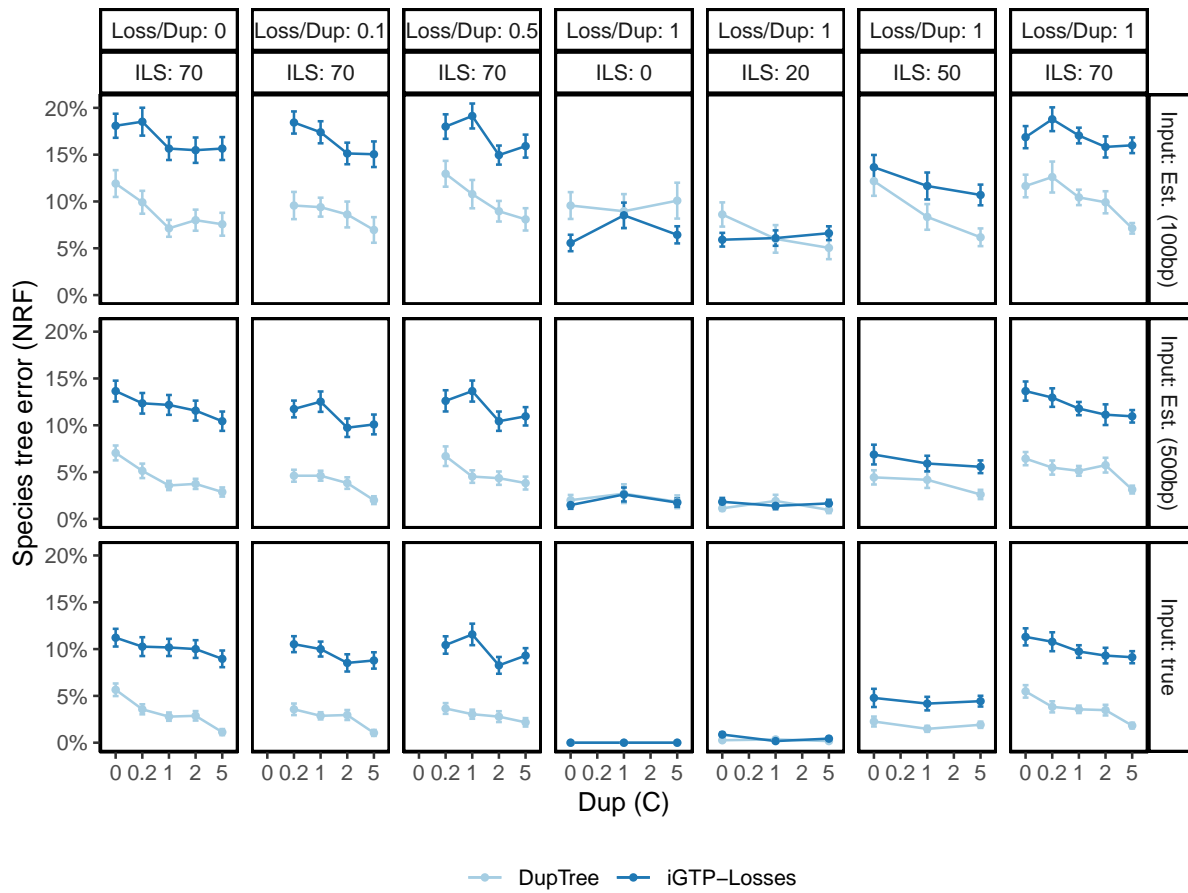 Loss/Dup: 0 Loss/Dup: 0.1 Loss/Dup: 0.5 Loss/Dup: 1 Loss/Dup: 1 Loss/Dup: 1 Loss/Dup: 1
ILS: 70 ILS: 70 ILS: 70 ILS: 0 ILS: 20 ILS: 50 ILS: 70
Species tree error (NRF)
20%
15%
10%
5%
0%
Input: Est. (100bp)
20%
15%
10%
5%
0%
Input: Est. (500bp)
20%
15%
10%
5%
0%
Input: true
0 0.2 1 2 5 0 0.2 1 2 5 0 0.2 1 2 5 0 0.2 1 2 5 0 0.2 1 2 5 0 0.2 1 2 5 0 0.2 1 2 5
Dup (C)
DupTree iGTP−Losses